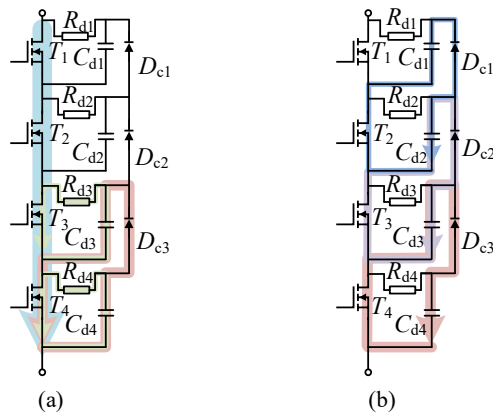 R_d1
T_1
C_d1
D_c1
R_d2
T_2
C_d2
D_c2
R_d3
T_3
C_d3
D_c3
R_d4
T_4
C_d4
(a)
R_d1
T_1
C_d1
D_c1
R_d2
T_2
C_d2
D_c2
R_d3
T_3
C_d3
D_c3
R_d4
T_4
C_d4
(b)